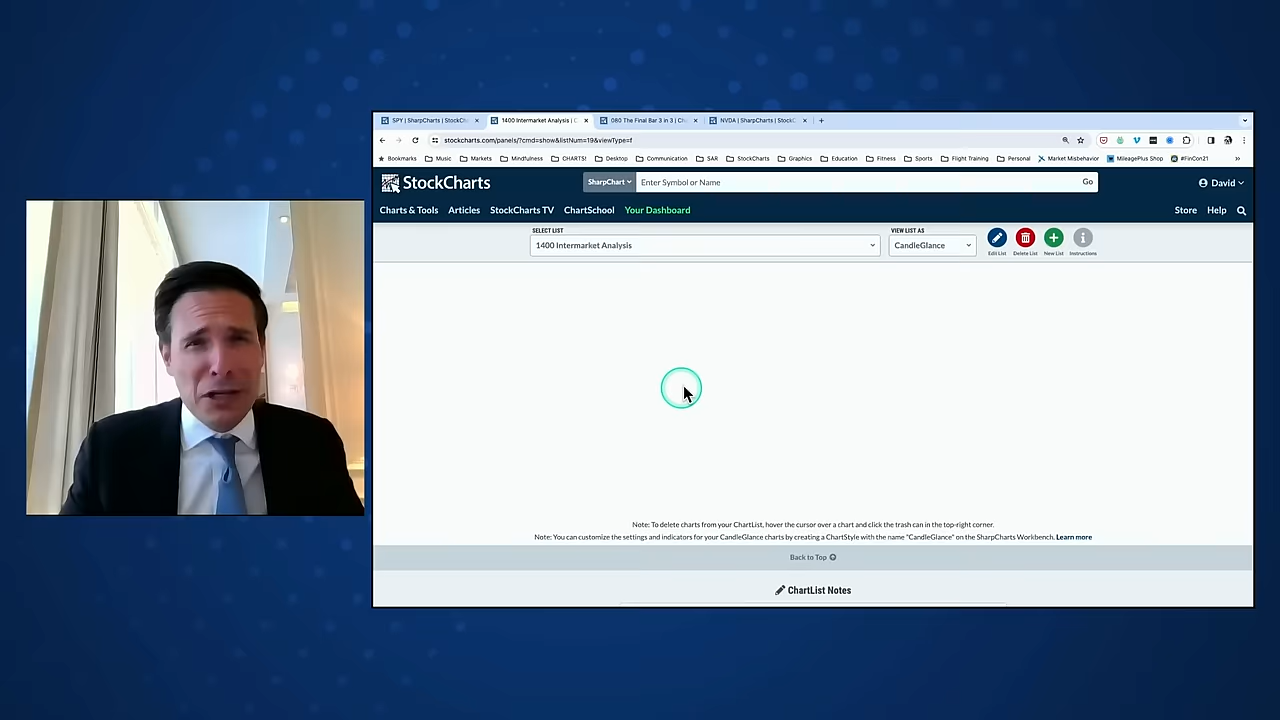 SPY | SharpCharts | StockCh
1400 Intermarket Analysis | C
080 The Final Bar 3 in 3 | Ch
NVDA | SharpCharts | StockC
stockcharts.com/panels/?cmd=show&listNum=19&viewType=f
Bookmarks Music Markets Mindfulness CHARTS! Desktop Communication SAR StockCharts Graphics Education Fitness Sports Flight Training Personal Market Misbehavior MileagePlus Shop #FinCon21
StockCharts
SharpChart
Enter Symbol or Name
Go
David
Charts & Tools Articles StockCharts TV ChartSchool Your Dashboard
Store Help
SELECT LIST
1400 Intermarket Analysis
VIEW LIST AS
CandleGlance
Edit List Delete List New List Instructions
Note: To delete charts from your ChartList, hover the cursor over a chart and click the trash can in the top-right corner.
Note: You can customize the settings and indicators for your CandleGlance charts by creating a ChartStyle with the name "CandleGlance" on the SharpCharts Workbench. Learn more
Back to Top
ChartList Notes